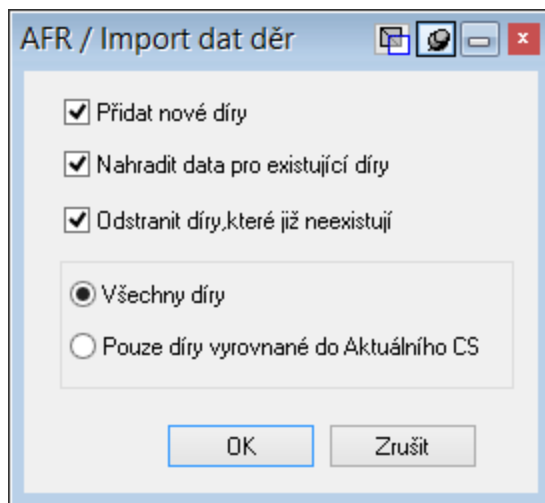 AFR / Import dat děr
Přidat nové díry
Nahradit data pro existující díry
Odstranit díry,které již neexistují
Všechny díry
Pouze díry vyrovnané do Aktuálního CS
OK
Zrušit